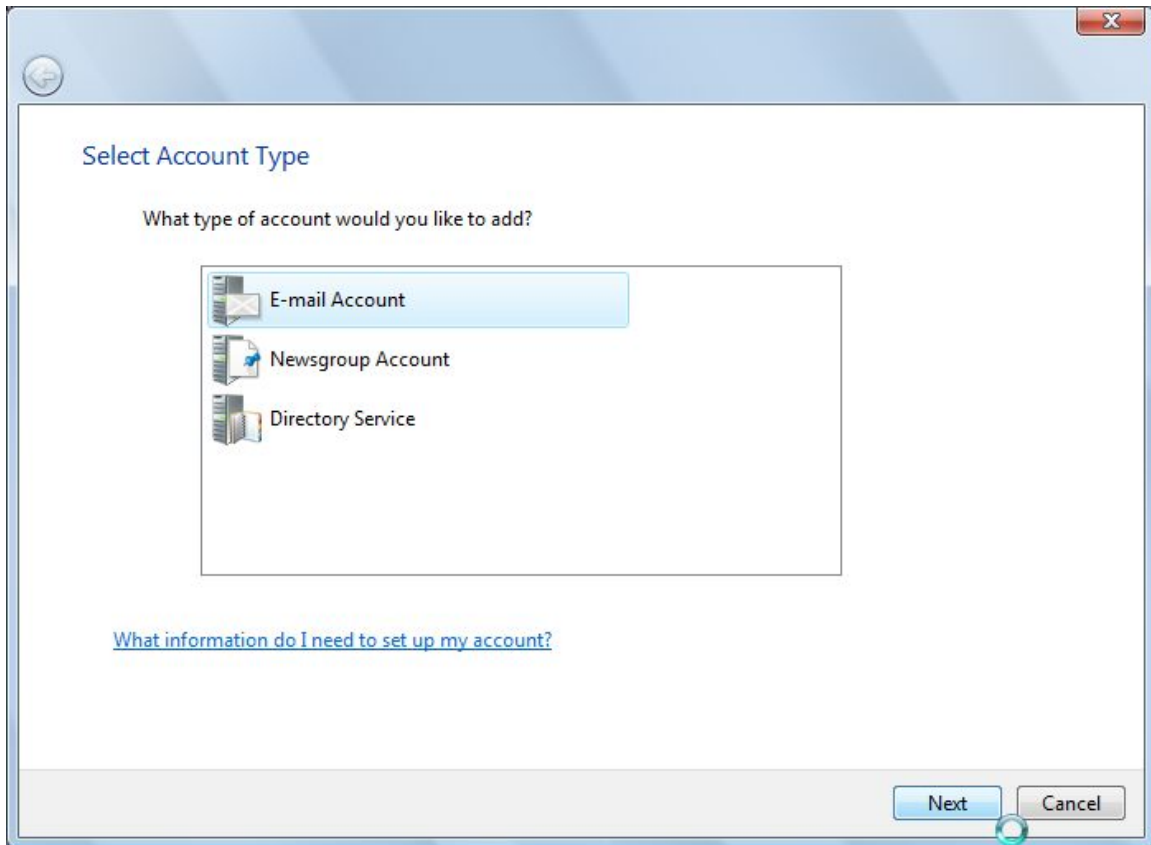 Select Account Type
What type of account would you like to add?
E-mail Account
Newsgroup Account
Directory Service
What information do I need to set up my account?
Next
Cancel